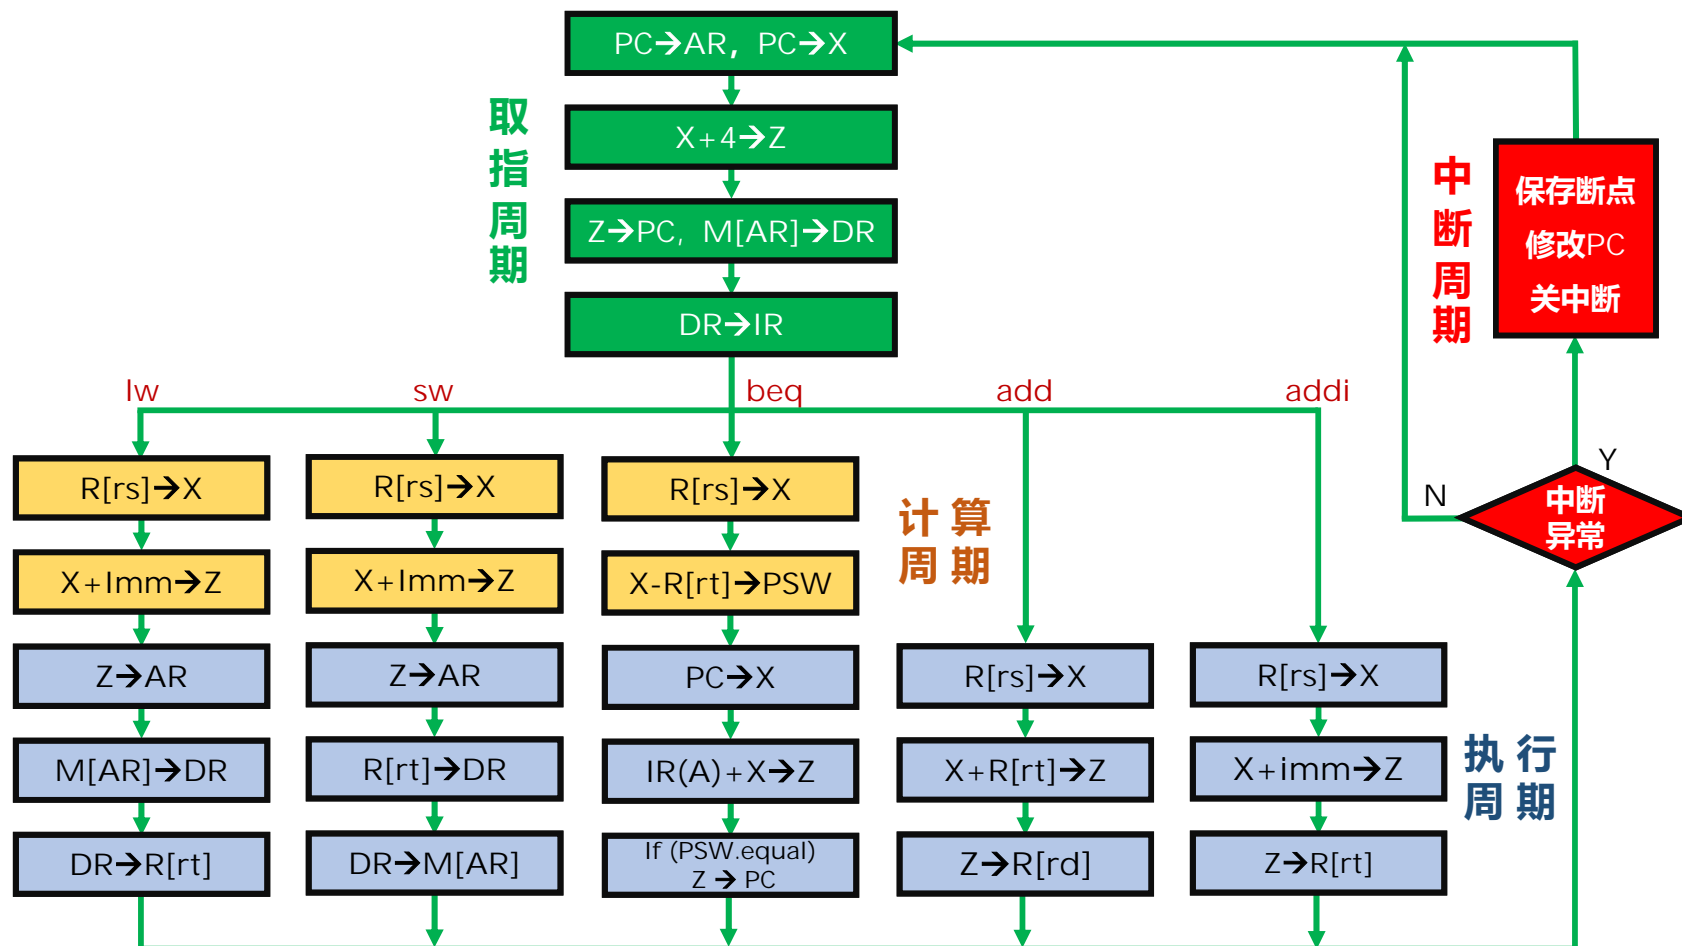 PC→AR, PC→X
X+4→Z
Z→PC, M[AR]→DR
DR→IR
取
指
周
期
lw
sw
beq
add
addi
R[rs]→X
X+Imm→Z
Z→AR
M[AR]→DR
DR→R[rt]
R[rs]→X
X+Imm→Z
Z→AR
R[rt]→DR
DR→M[AR]
R[rs]→X
X-R[rt]→PSW
PC→X
IR(A)+X→Z
If (PSW.equal)
Z → PC
计 算
周 期
R[rs]→X
X+R[rt]→Z
Z→R[rd]
R[rs]→X
X+imm→Z
Z→R[rt]
执 行
周 期
中
断
周
期
保存断点
修改PC
关中断
Y
N
中断
异常